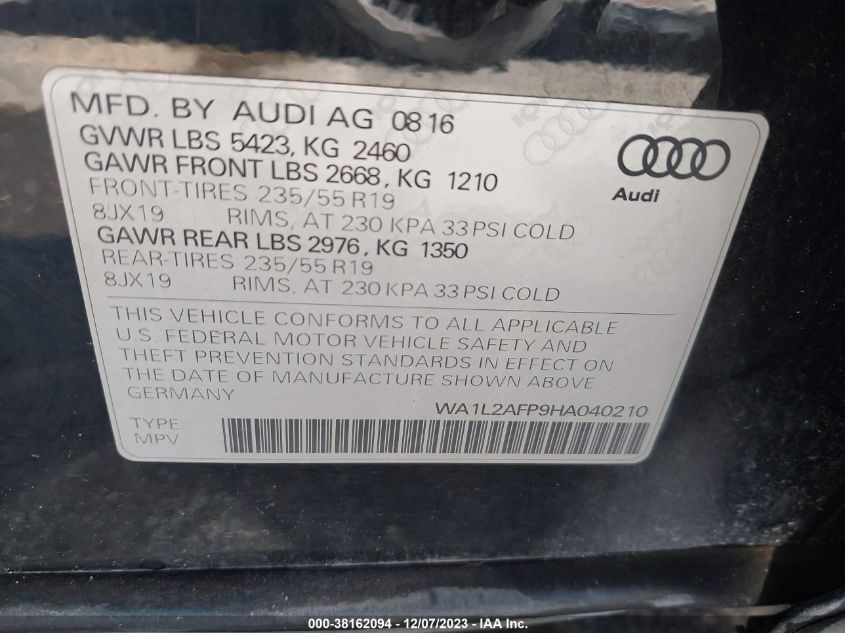 MFD. BY AUDI AG 0816
GVWR LBS 5423, KG 2460
GAWR FRONT LBS 2668, KG 1210
FRONT-TIRES 235/55 R19
8JX19 RIMS, AT 230 KPA 33 PSI COLD
GAWR REAR LBS 2976, KG 1350
REAR-TIRES 235/55 R19
8JX19 RIMS, AT 230 KPA 33 PSI COLD
Audi
THIS VEHICLE CONFORMS TO ALL APPLICABLE
U.S. FEDERAL MOTOR VEHICLE SAFETY AND
THEFT PREVENTION STANDARDS IN EFFECT ON
THE DATE OF MANUFACTURE SHOWN ABOVE.
GERMANY
WA1L2AFP9HA040210
TYPE:
MPV
000-38162094 - 12/07/2023 - IAA Inc.